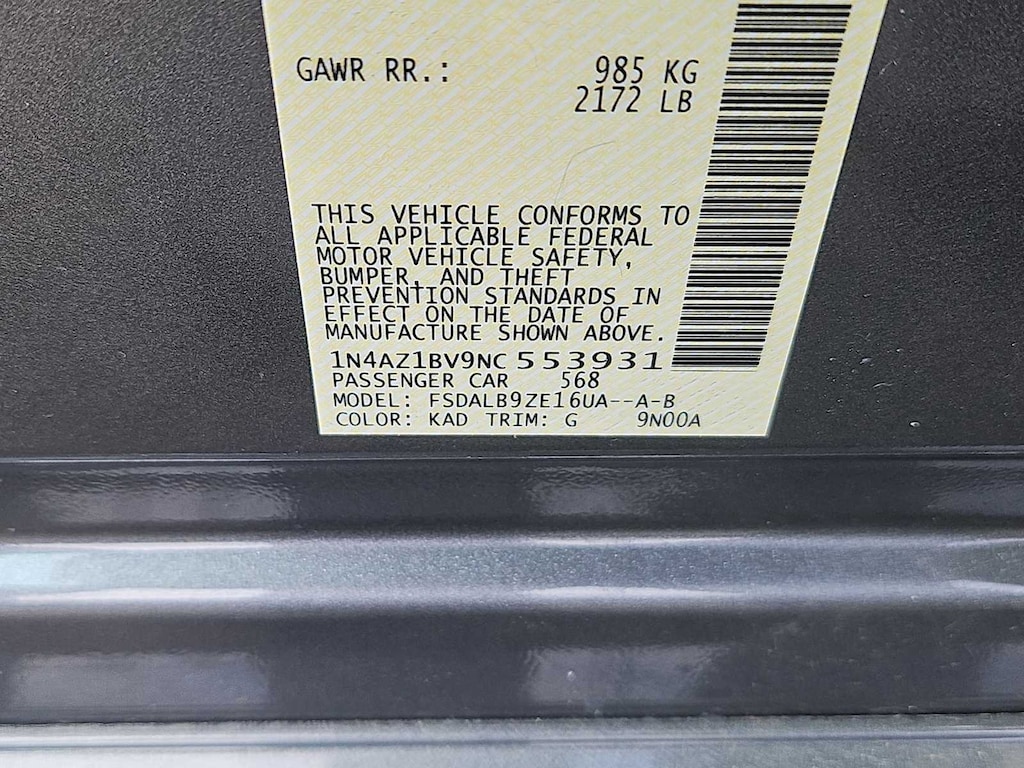 GAWR RR.: 985 KG
2172 LB
THIS VEHICLE CONFORMS TO
ALL APPLICABLE FEDERAL
MOTOR VEHICLE SAFETY,
BUMPER, AND THEFT
PREVENTION STANDARDS IN
EFFECT ON THE DATE OF
MANUFACTURE SHOWN ABOVE.
1N4AZ1BV9NC553931
PASSENGER CAR 568
MODEL: FSDALB9ZE16UA--A-B
COLOR: KAD TRIM: G 9N00A